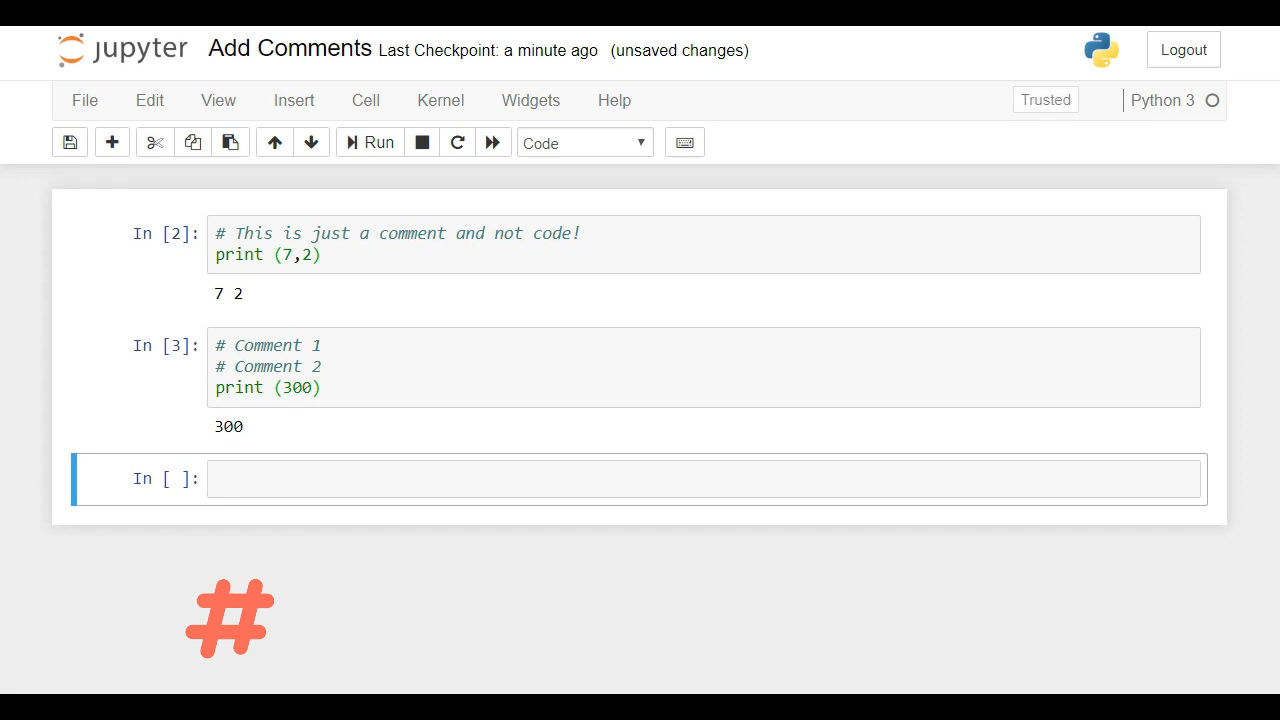 jupyter Add Comments Last Checkpoint: a minute ago (unsaved changes) Logout
File Edit View Insert Cell Kernel Widgets Help Trusted Python 3
Run Code
In [2]: # This is just a comment and not code!
print (7,2)
7 2
In [3]: # Comment 1
# Comment 2
print (300)
300
In [ ]:
#